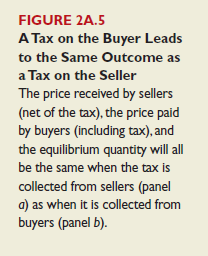 FIGURE 2A.5
A Tax on the Buyer Leads
to the Same Outcome as
a Tax on the Seller
The price received by sellers
(net of the tax), the price paid
by buyers (including tax), and
the equilibrium quantity will all
be the same when the tax is
collected from sellers (panel
a) as when it is collected from
buyers (panel b).